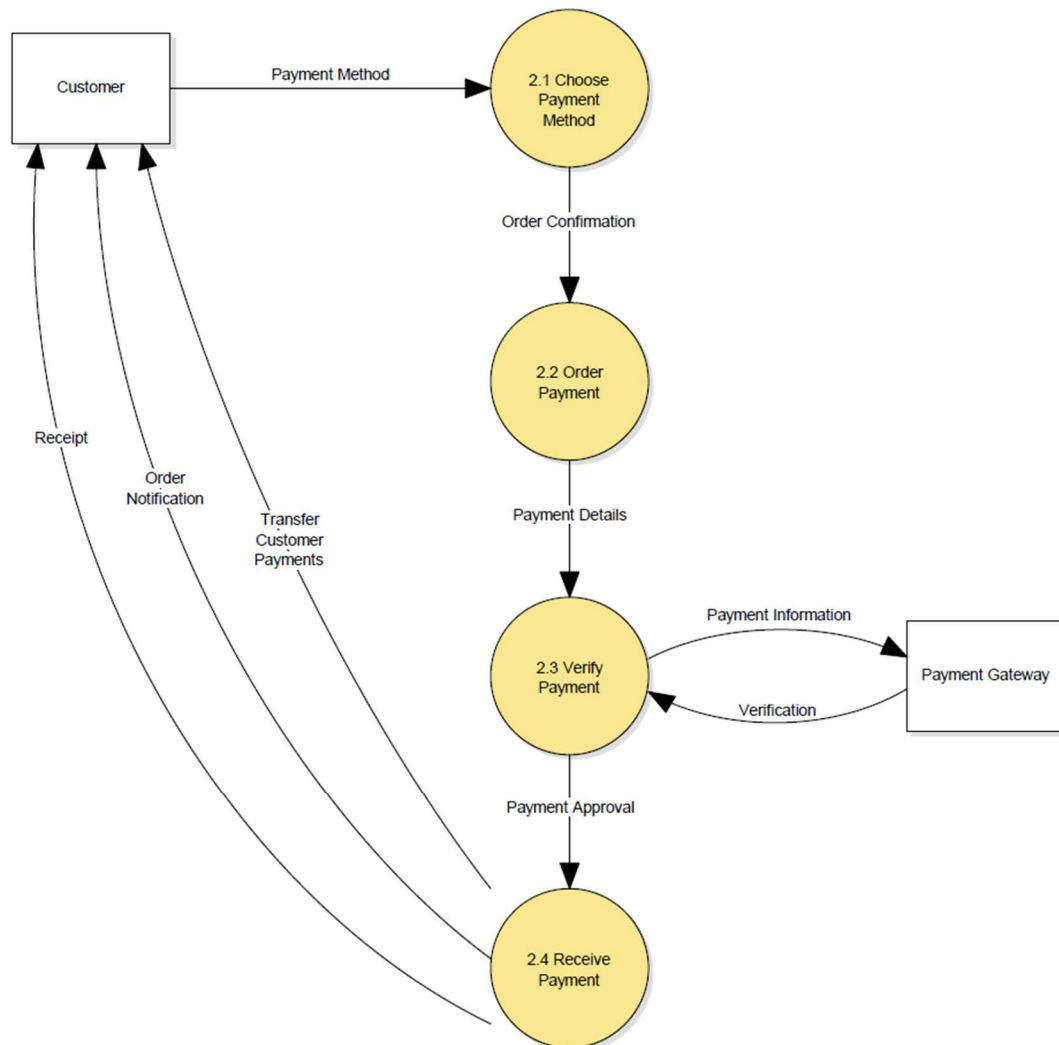 Customer
Payment Method
2.1 Choose
Payment
Method
Order Confirmation
2.2 Order
Payment
Receipt
Order
Notification
Transfer
Customer
Payments
Payment Details
2.3 Verify
Payment
Payment Information
Verification
Payment Gateway
Payment Approval
2.4 Receive
Payment